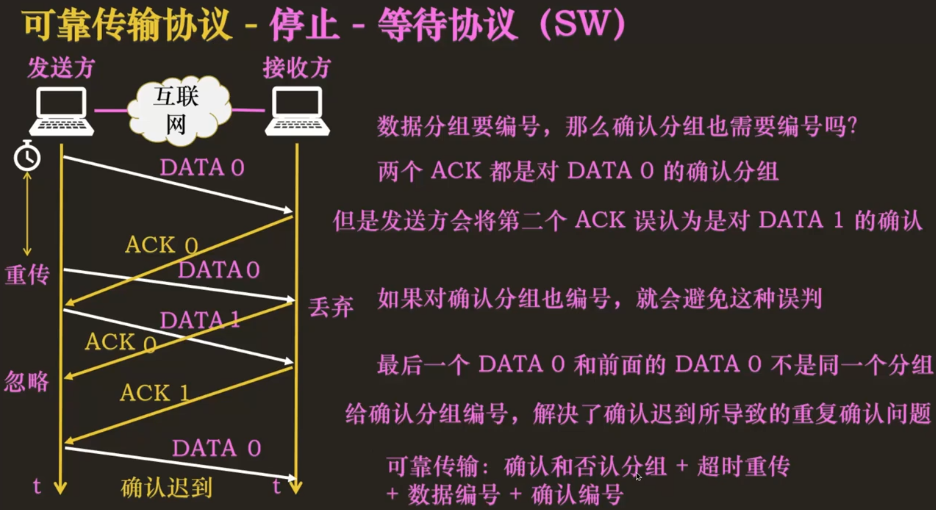 可靠传输协议 - 停止 - 等待协议（SW）
发送方
接收方
互联
网
数据分组要编号，那么确认分组也需要编号吗？
DATA 0
两个 ACK 都是对 DATA 0 的确认分组
但是发送方会将第二个 ACK 误认为是对 DATA 1 的确认
ACK 0
重传
DATA 0
丢弃
如果对确认分组也编号，就会避免这种误判
DATA 1
ACK 0
忽略
最后一个 DATA 0 和前面的 DATA 0 不是同一个分组
ACK 1
给确认分组编号，解决了确认迟到所导致的重复确认问题
DATA 0
可靠传输：确认和否认分组 + 超时重传
+ 数据编号 + 确认编号
t
确认迟到
t